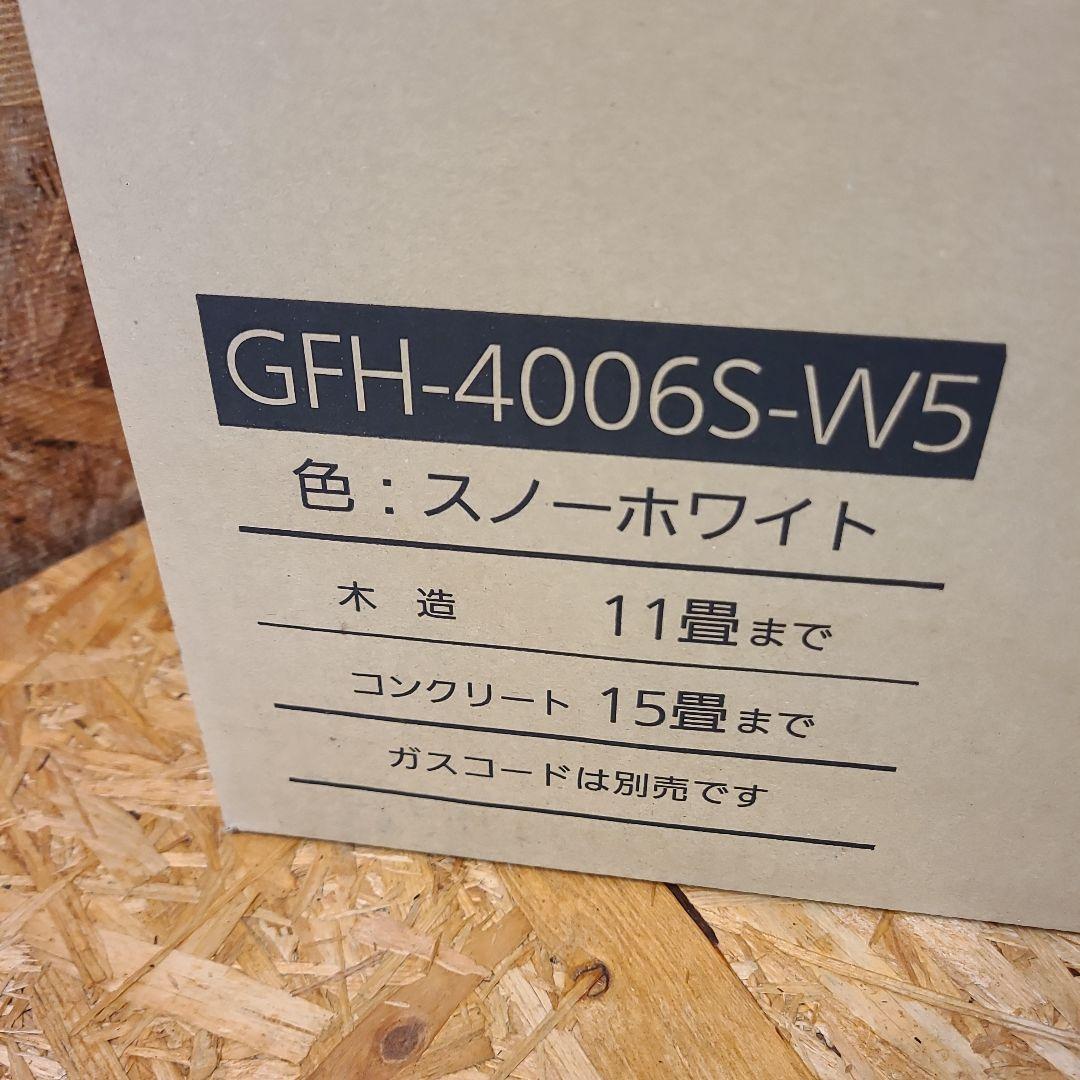 GFH-4006S-W5
色：スノーホワイト
木 造 11畳まで
コンクリート 15畳まで
ガスコードは別売です